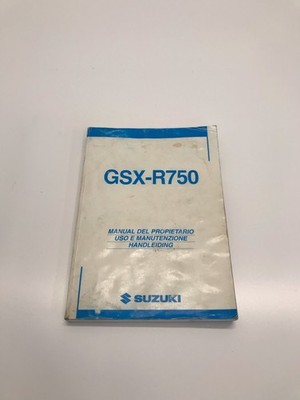 GSX-R750
MANUAL DEL PROPIETARIO
USO E MANUTENZIONE
HANDLEIDING
SUZUKI